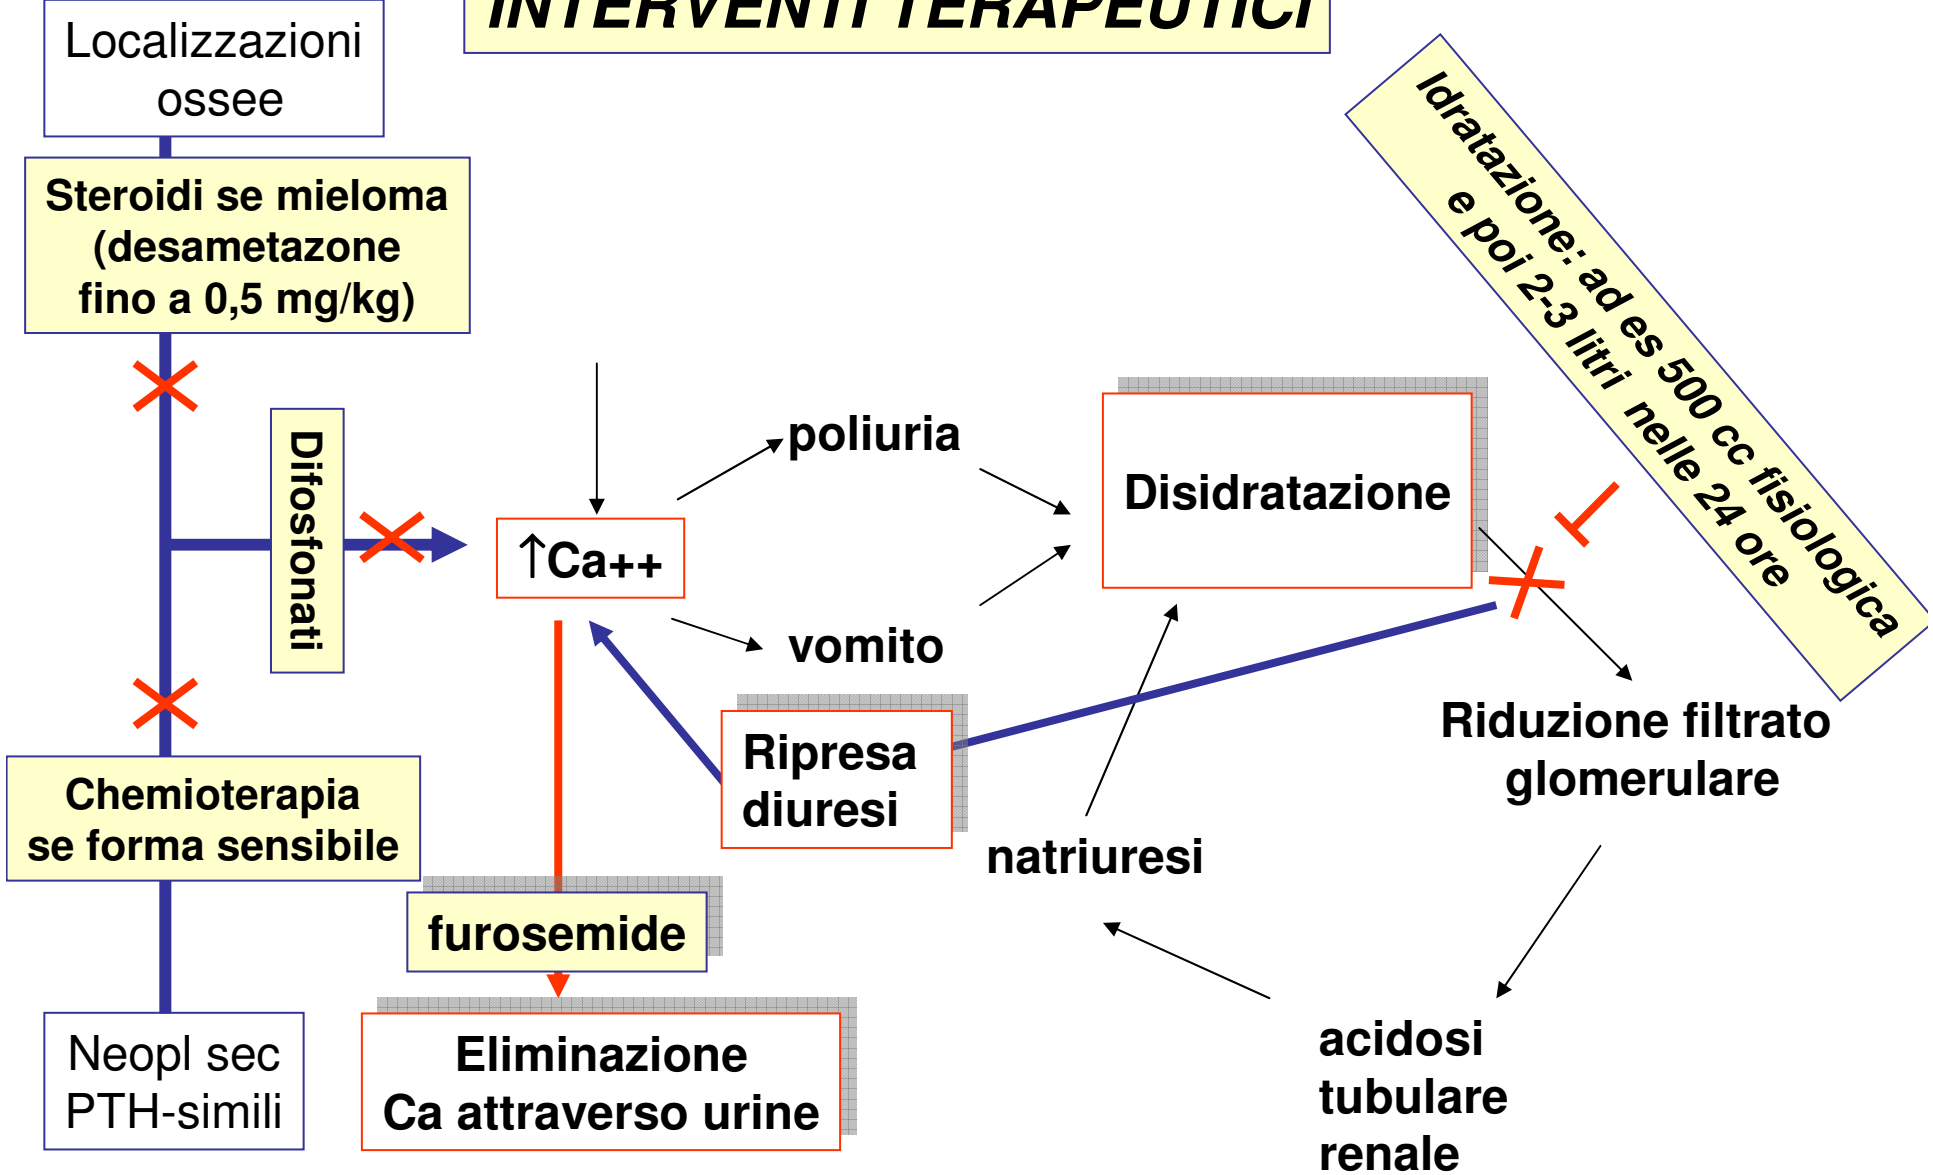 INTERVENTI TERAPEUTICI
Localizzazioni
ossee
Steroidi se mieloma
(desametazone
fino a 0,5 mg/kg)
Idratazione: ad es 500 cc fisiologica
e poi 2-3 litri nelle 24 ore
Difosfonati
poliuria
Disidratazione
↑Ca++
vomito
Ripresa
diuresi
Riduzione filtrato
glomerulare
Chemioterapia
se forma sensibile
natriuresi
furosemide
Neopl sec
PTH-simili
Eliminazione
Ca attraverso urine
acidosi
tubulare
renale